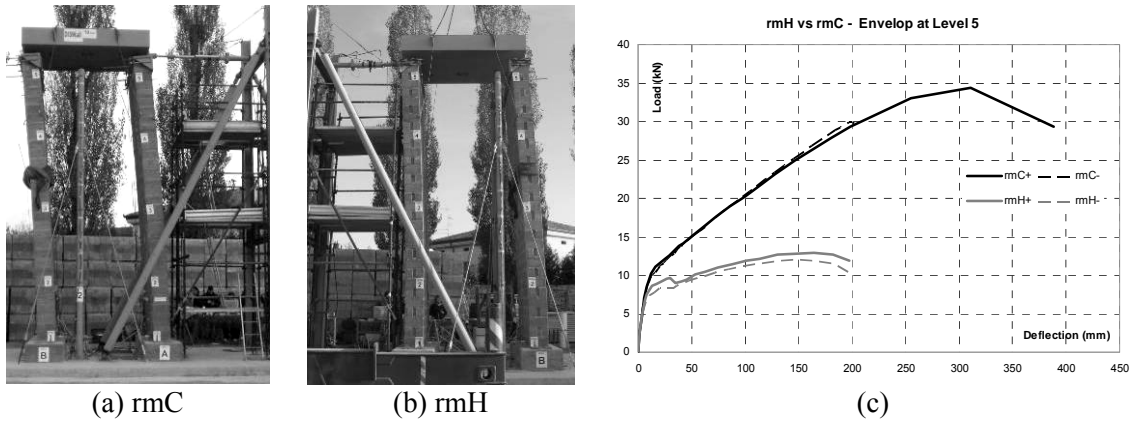 rmH vs rmC - Envelop at Level 5
Load (kN)
40
35
30
25
20
15
10
5
0
rmC+
rmC-
rmH+
rmH-
Deflection (mm)
0 50 100 150 200 250 300 350 400 450
B
A
B
(a) rmC
(b) rmH
(c)